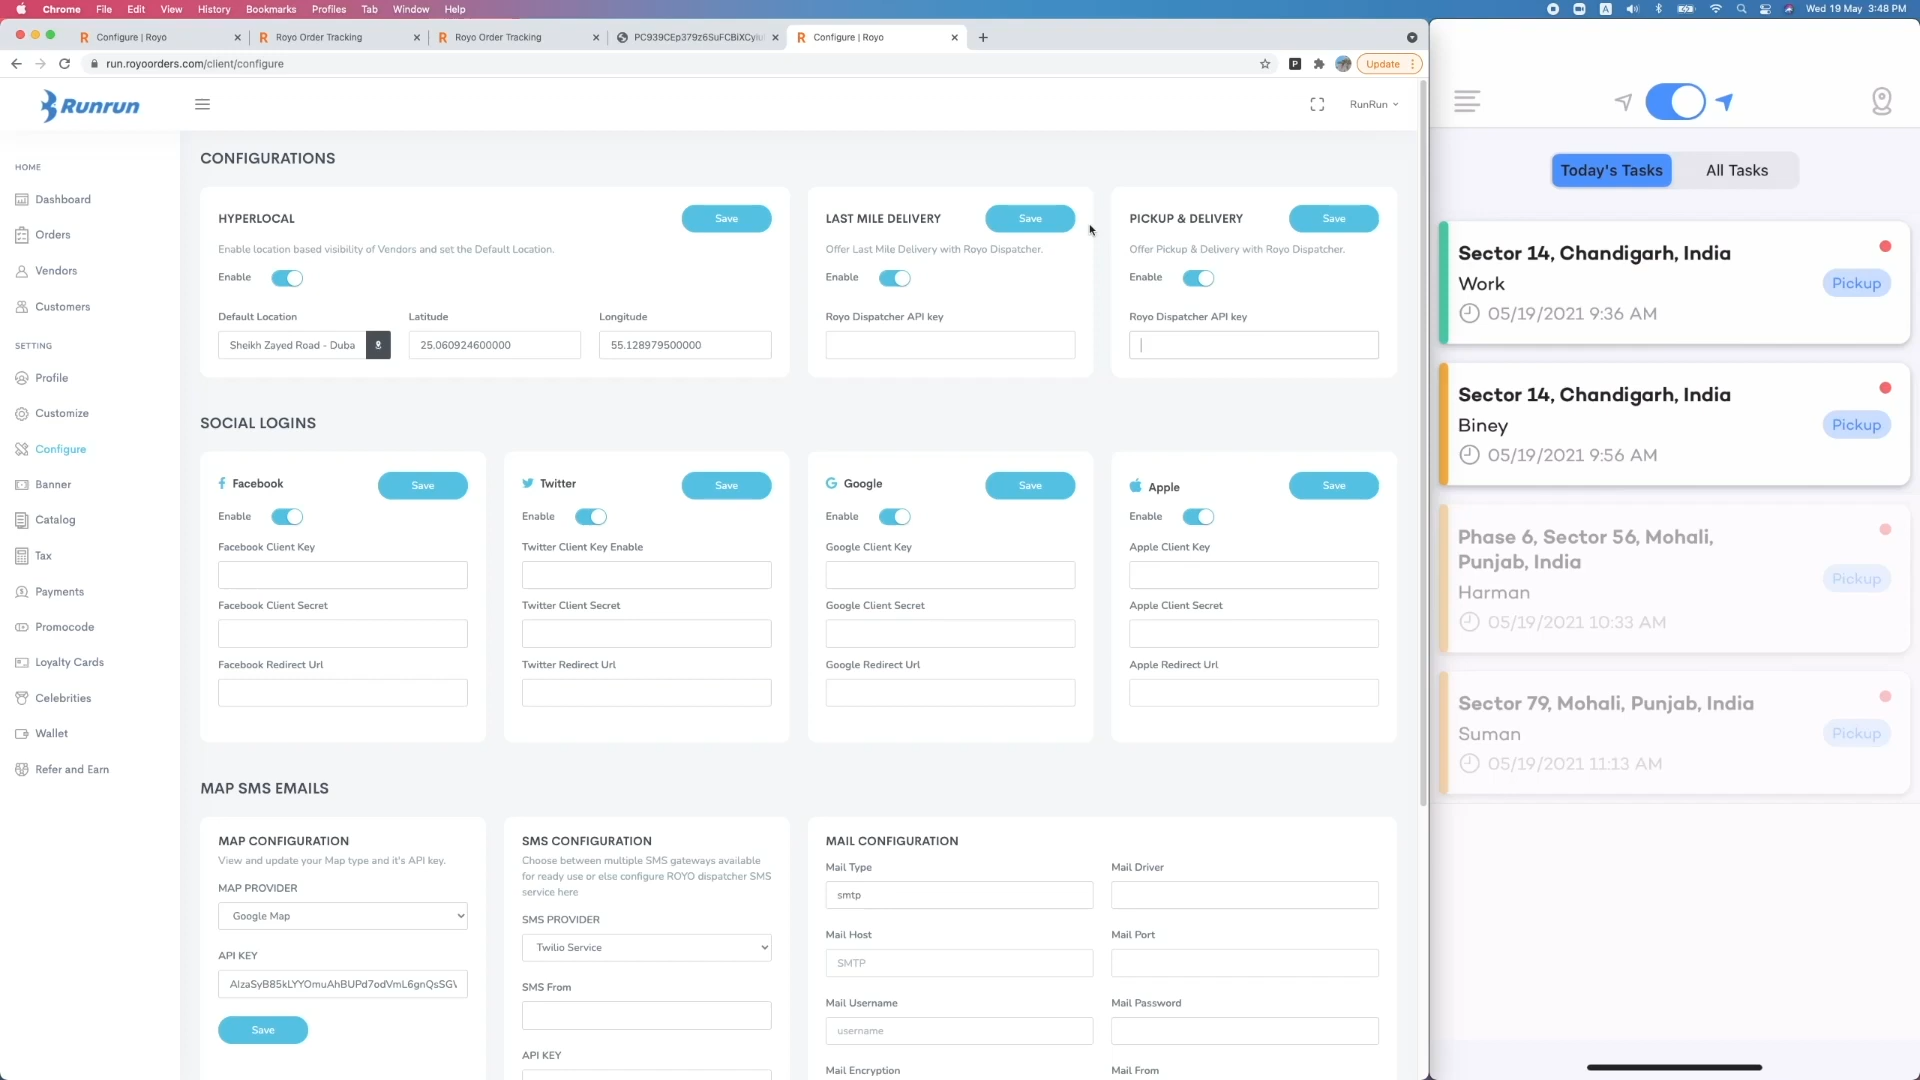 Chrome File Edit View History Bookmarks Profiles Tab Window Help
Wed 19 May 3:48 PM
Configure | Royo
Royo Order Tracking
Royo Order Tracking
Configure | Royo
run.royoorders.com/client/configure
Update
Runrun
RunRun
HOME
Dashboard
Orders
Vendors
Customers
SETTING
Profile
Customize
Configure
Banner
Catalog
Tax
Payments
Promocode
Loyalty Cards
Celebrities
Wallet
Refer and Earn
CONFIGURATIONS
HYPERLOCAL
Save
Enable location based visibility of Vendors and set the Default Location.
Enable
Default Location
Latitude
Longitude
Sheikh Zayed Road - Duba
25.060924600000
55.128979500000
LAST MILE DELIVERY
Save
Offer Last Mile Delivery with Royo Dispatcher.
Enable
Royo Dispatcher API key
PICKUP & DELIVERY
Save
Offer Pickup & Delivery with Royo Dispatcher.
Enable
Royo Dispatcher API key
SOCIAL LOGINS
Facebook
Save
Enable
Facebook Client Key
Facebook Client Secret
Facebook Redirect Url
Twitter
Save
Enable
Twitter Client Key Enable
Twitter Client Secret
Twitter Redirect Url
Google
Save
Enable
Google Client Key
Google Client Secret
Google Redirect Url
Apple
Save
Enable
Apple Client Key
Apple Client Secret
Apple Redirect Url
MAP SMS EMAILS
MAP CONFIGURATION
View and update your Map type and it's API key.
MAP PROVIDER
Google Map
API KEY
Save
SMS CONFIGURATION
Choose between multiple SMS gateways available
for ready use or else configure ROYO dispatcher SMS
service here
SMS PROVIDER
Twilio Service
SMS From
API KEY
MAIL CONFIGURATION
Mail Type
Mail Driver
smtp
Mail Host
Mail Port
SMTP
Mail Username
Mail Password
username
Mail Encryption
Mail From
Today's Tasks
All Tasks
Sector 14, Chandigarh, India
Work
Pickup
05/19/2021 9:36 AM
Sector 14, Chandigarh, India
Biney
Pickup
05/19/2021 9:56 AM
Phase 6, Sector 56, Mohali,
Punjab, India
Harman
Pickup
05/19/2021 10:33 AM
Sector 79, Mohali, Punjab, India
Suman
Pickup
05/19/2021 11:13 AM